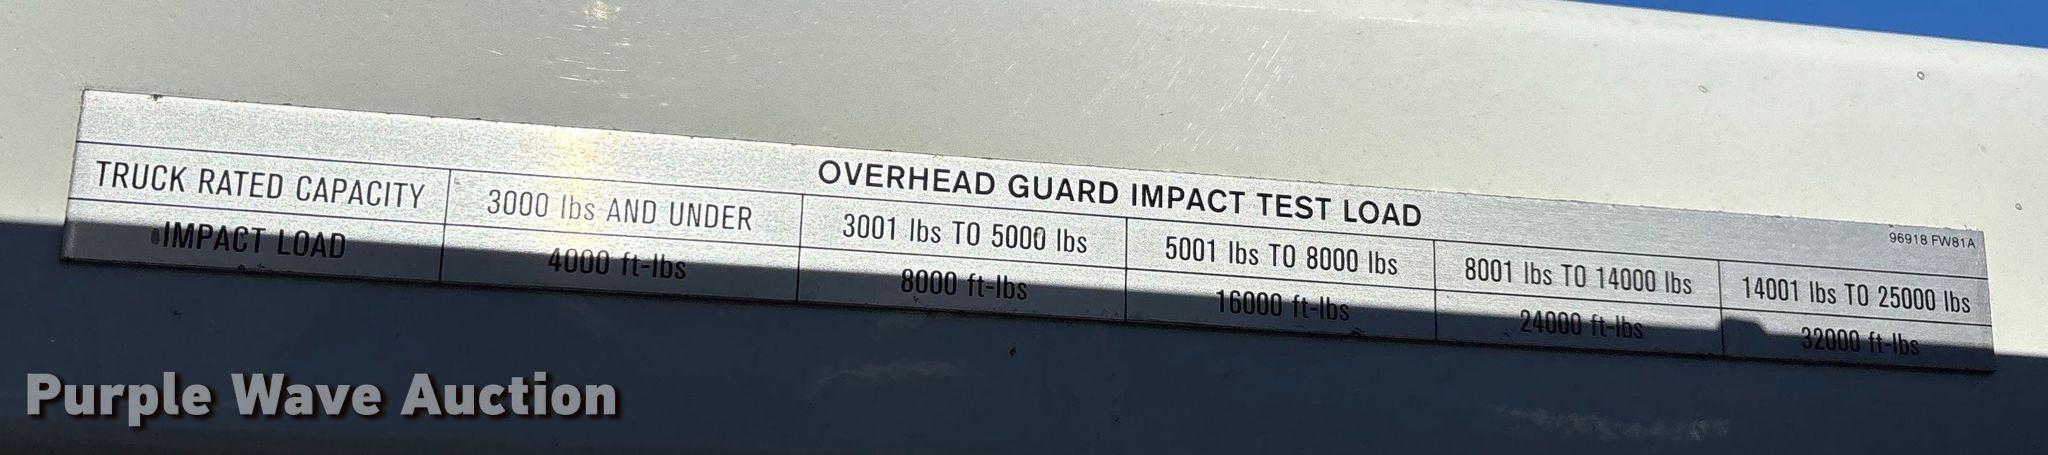 OVERHEAD GUARD IMPACT TEST LOAD
96918 FW81A
TRUCK RATED CAPACITY 3000 lbs AND UNDER 3001 lbs TO 5000 lbs 5001 lbs TO 8000 lbs 8001 lbs TO 14000 lbs 14001 lbs TO 25000 lbs
IMPACT LOAD 4000 ft-lbs 8000 ft-lbs 16000 ft-lbs 24000 ft-lbs 32000 ft-lbs
Purple Wave Auction